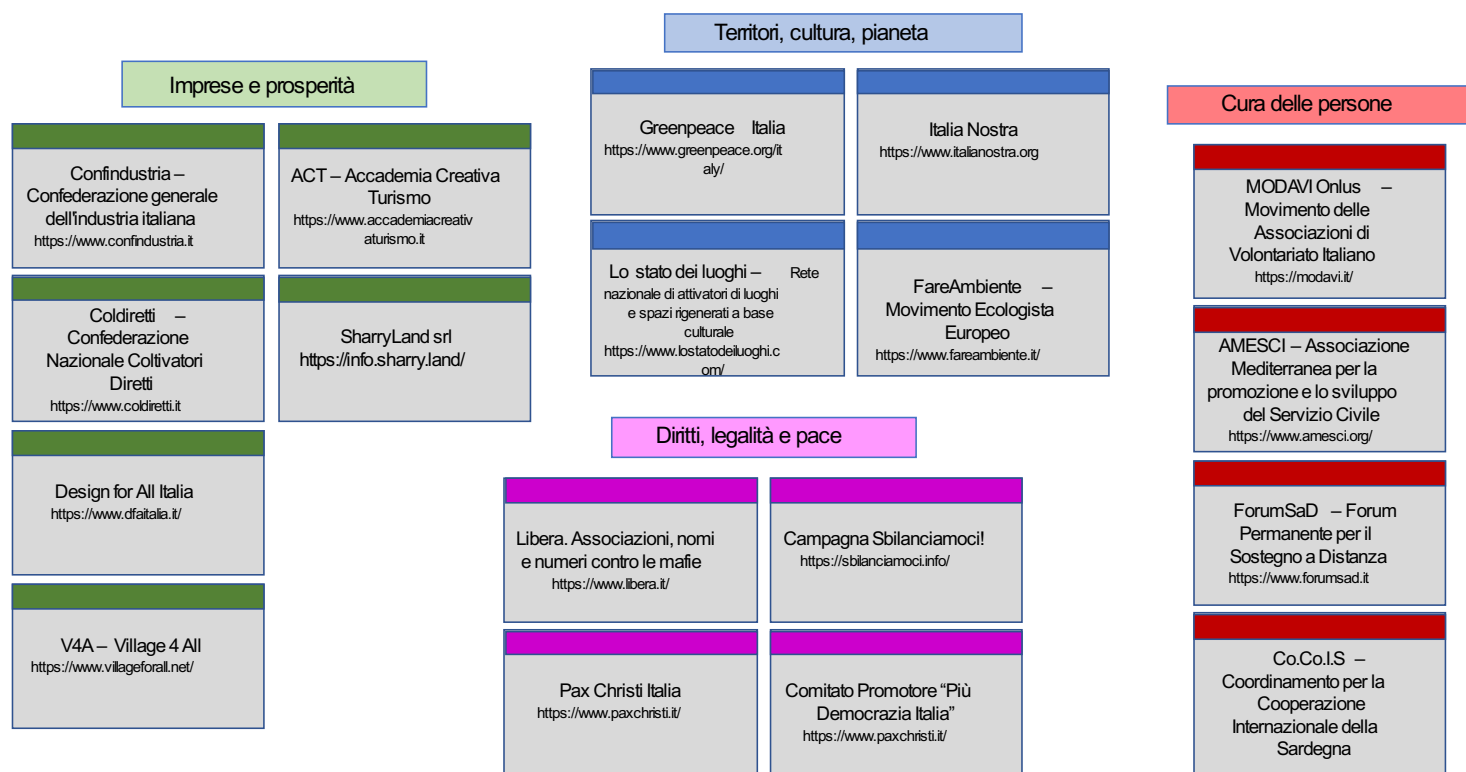 Imprese e prosperità
Confindustria –
Confederazione generale
dell'industria italiana
https://www.confindustria.it
ACT – Accademia Creativa
Turismo
https://www.accademiacreativ
aturismo.it
Coldiretti –
Confederazione
Nazionale Coltivatori
Diretti
https://www.coldiretti.it
SharryLand srl
https://info.sharry.land/
Design for All Italia
https://www.dfaitalia.it/
V4A – Village 4 All
https://www.villageforall.net/
Territori, cultura, pianeta
Greenpeace Italia
https://www.greenpeace.org/it
aly/
Italia Nostra
https://www.italianostra.org
Lo stato dei luoghi – Rete
nazionale di attivatori di luoghi
e spazi rigenerati a base
culturale
https://www.lostatodeiluoghi.c
om/
FareAmbiente –
Movimento Ecologista
Europeo
https://www.fareambiente.it/
Diritti, legalità e pace
Libera. Associazioni, nomi
e numeri contro le mafie
https://www.libera.it/
Campagna Sbilanciamoci!
https://sbilanciamoci.info/
Pax Christi Italia
https://www.paxchristi.it/
Comitato Promotore “Più
Democrazia Italia”
https://www.paxchristi.it/
Cura delle persone
MODAVI Onlus –
Movimento delle
Associazioni di
Volontariato Italiano
https://modavi.it/
AMESCI – Associazione
Mediterranea per la
promozione e lo sviluppo
del Servizio Civile
https://www.amesci.org/
ForumSaD – Forum
Permanente per il
Sostegno a Distanza
https://www.forumsad.it
Co.Co.I.S –
Coordinamento per la
Cooperazione
Internazionale della
Sardegna